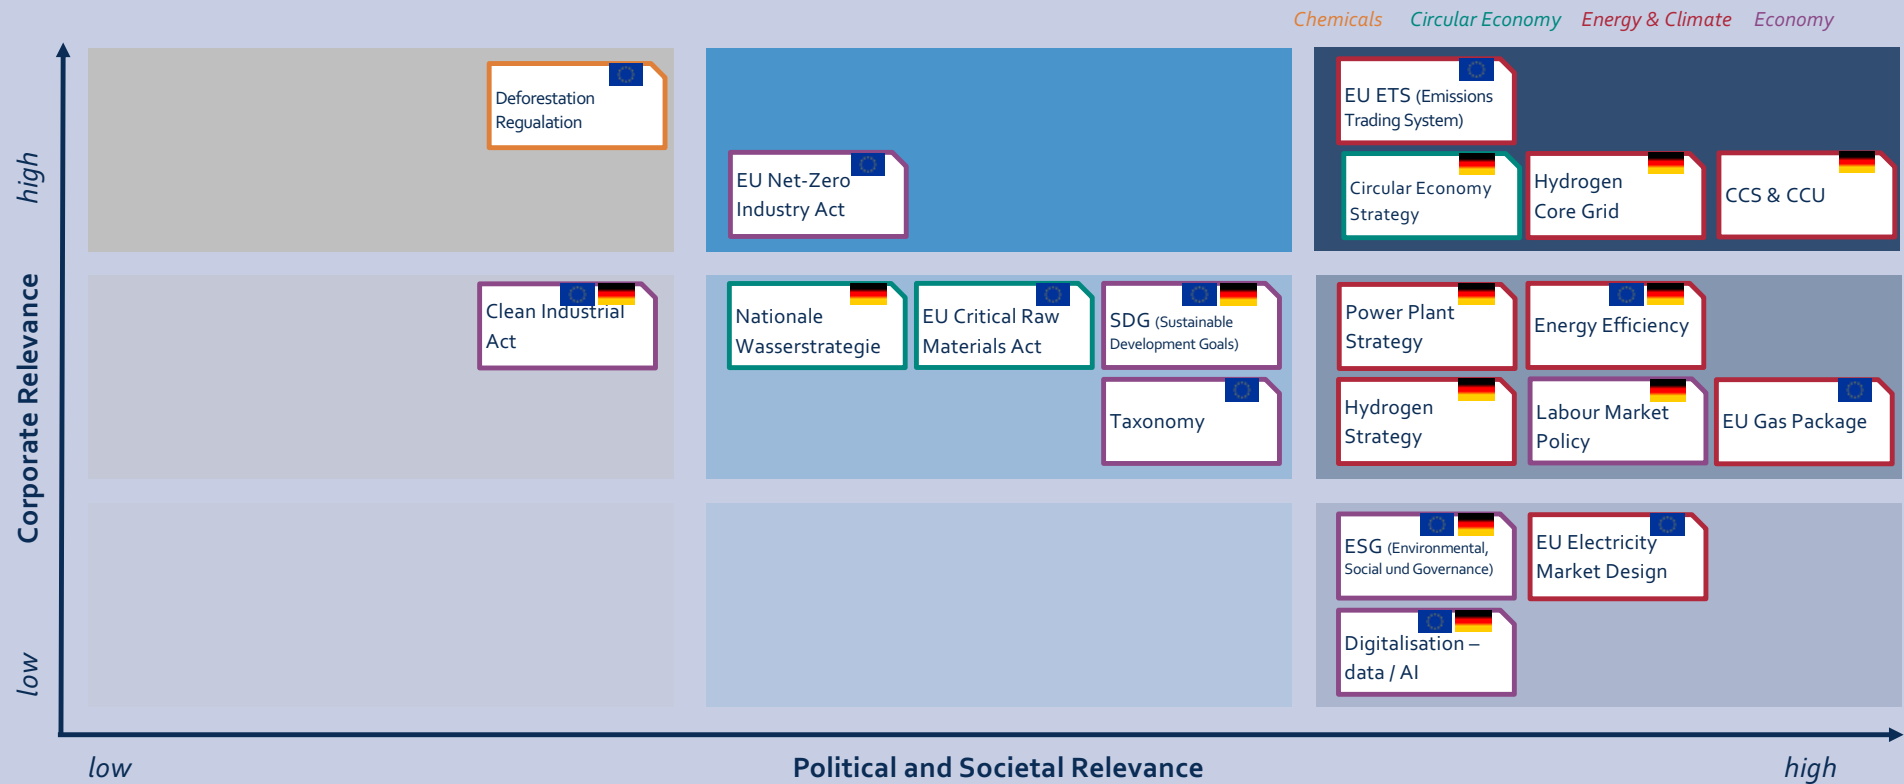 Chemicals Circular Economy Energy & Climate Economy
high
Corporate Relevance
low
Deforestation
Regualation
EU Net-Zero
Industry Act
EU ETS (Emissions
Trading System)
Circular Economy
Strategy
Hydrogen
Core Grid
CCS & CCU
Clean Industrial
Act
Nationale
Wasserstrategie
EU Critical Raw
Materials Act
SDG (Sustainable
Development Goals)
Taxonomy
Power Plant
Strategy
Energy Efficiency
Hydrogen
Strategy
Labour Market
Policy
EU Gas Package
ESG (Environmental,
Social und Governance)
EU Electricity
Market Design
Digitalisation –
data / AI
low
Political and Societal Relevance
high